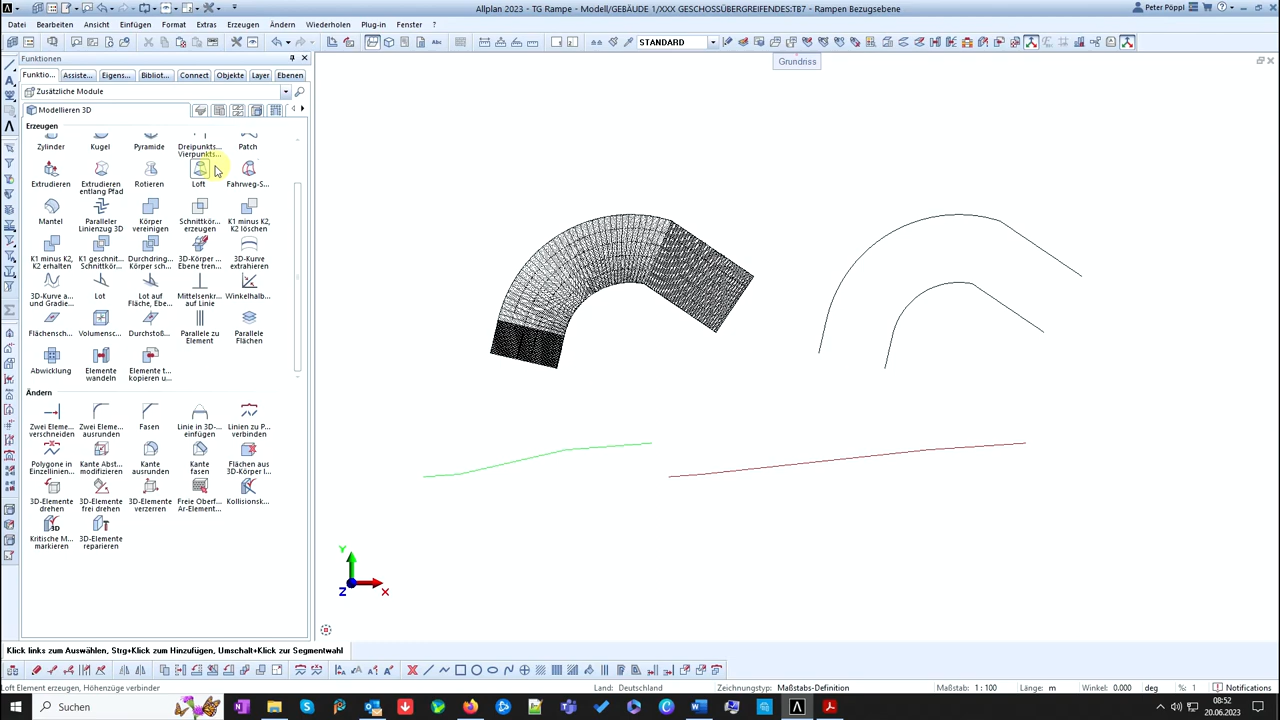 Allplan 2023 - TG Rampe - Modell/GEBÄUDE 1/XXX GESCHOSSÜBERGREIFENDES:TB7 - Rampen Bezugsebene
Peter Pöppl
Datei Bearbeiten Ansicht Einfügen Format Extras Erzeugen Ändern Wiederholen Plug-in Fenster ?
STANDARD
Funktionen
Grundriss
Funktio... Assiste... Eigens... Bibliot... Connect Objekte Layer Ebenen
Zusätzliche Module
Modellieren 3D
Erzeugen
Zylinder Kugel Pyramide Dreipunkts... Vierpunkts... Patch
Extrudieren Extrudieren entlang Pfad Rotieren Loft Fahrweg-S...
Mantel Paralleler Linienzug 3D Körper vereinigen Schnittkör... erzeugen K1 minus K2, K2 löschen
K1 minus K2, K2 erhalten K1 geschnit... Schnittkör... Durchdring... Körper sch... 3D-Körper ... Ebene tren... 3D-Kurve extrahieren
3D-Kurve a... und Gradie... Lot Lot auf Fläche, Ebe... Mittelsenkr... auf Linie Winkelhalb...
Flächensch... Volumensc... Durchstoß... Parallele zu Element Parallele Flächen
Abwicklung Elemente wandeln Elemente t... kopieren u...
Ändern
Zwei Eleme... verschneiden Zwei Eleme... ausrunden Fasen Linie in 3D-... einfügen Linien zu P... verbinden
Polygone in Einzellinien... Kante Abst... modifizieren Kante ausrunden Kante fasen Flächen aus 3D-Körper l...
3D-Elemente drehen 3D-Elemente frei drehen 3D-Elemente verzerren Freie Oberf... Ar-Element... Kollisionsk...
Kritische M... markieren 3D-Elemente reparieren
Y
Z
X
Klick links zum Auswählen, Strg+Klick zum Hinzufügen, Umschalt+Klick zur Segmentwahl
Loft Element erzeugen, Höhenzüge verbinder
Land: Deutschland Zeichnungstyp: Maßstabs-Definition Maßstab: 1 : 100 Länge: m Winkel: 0.000 deg %: 1 Notifications
Suchen
08:52
20.06.2023